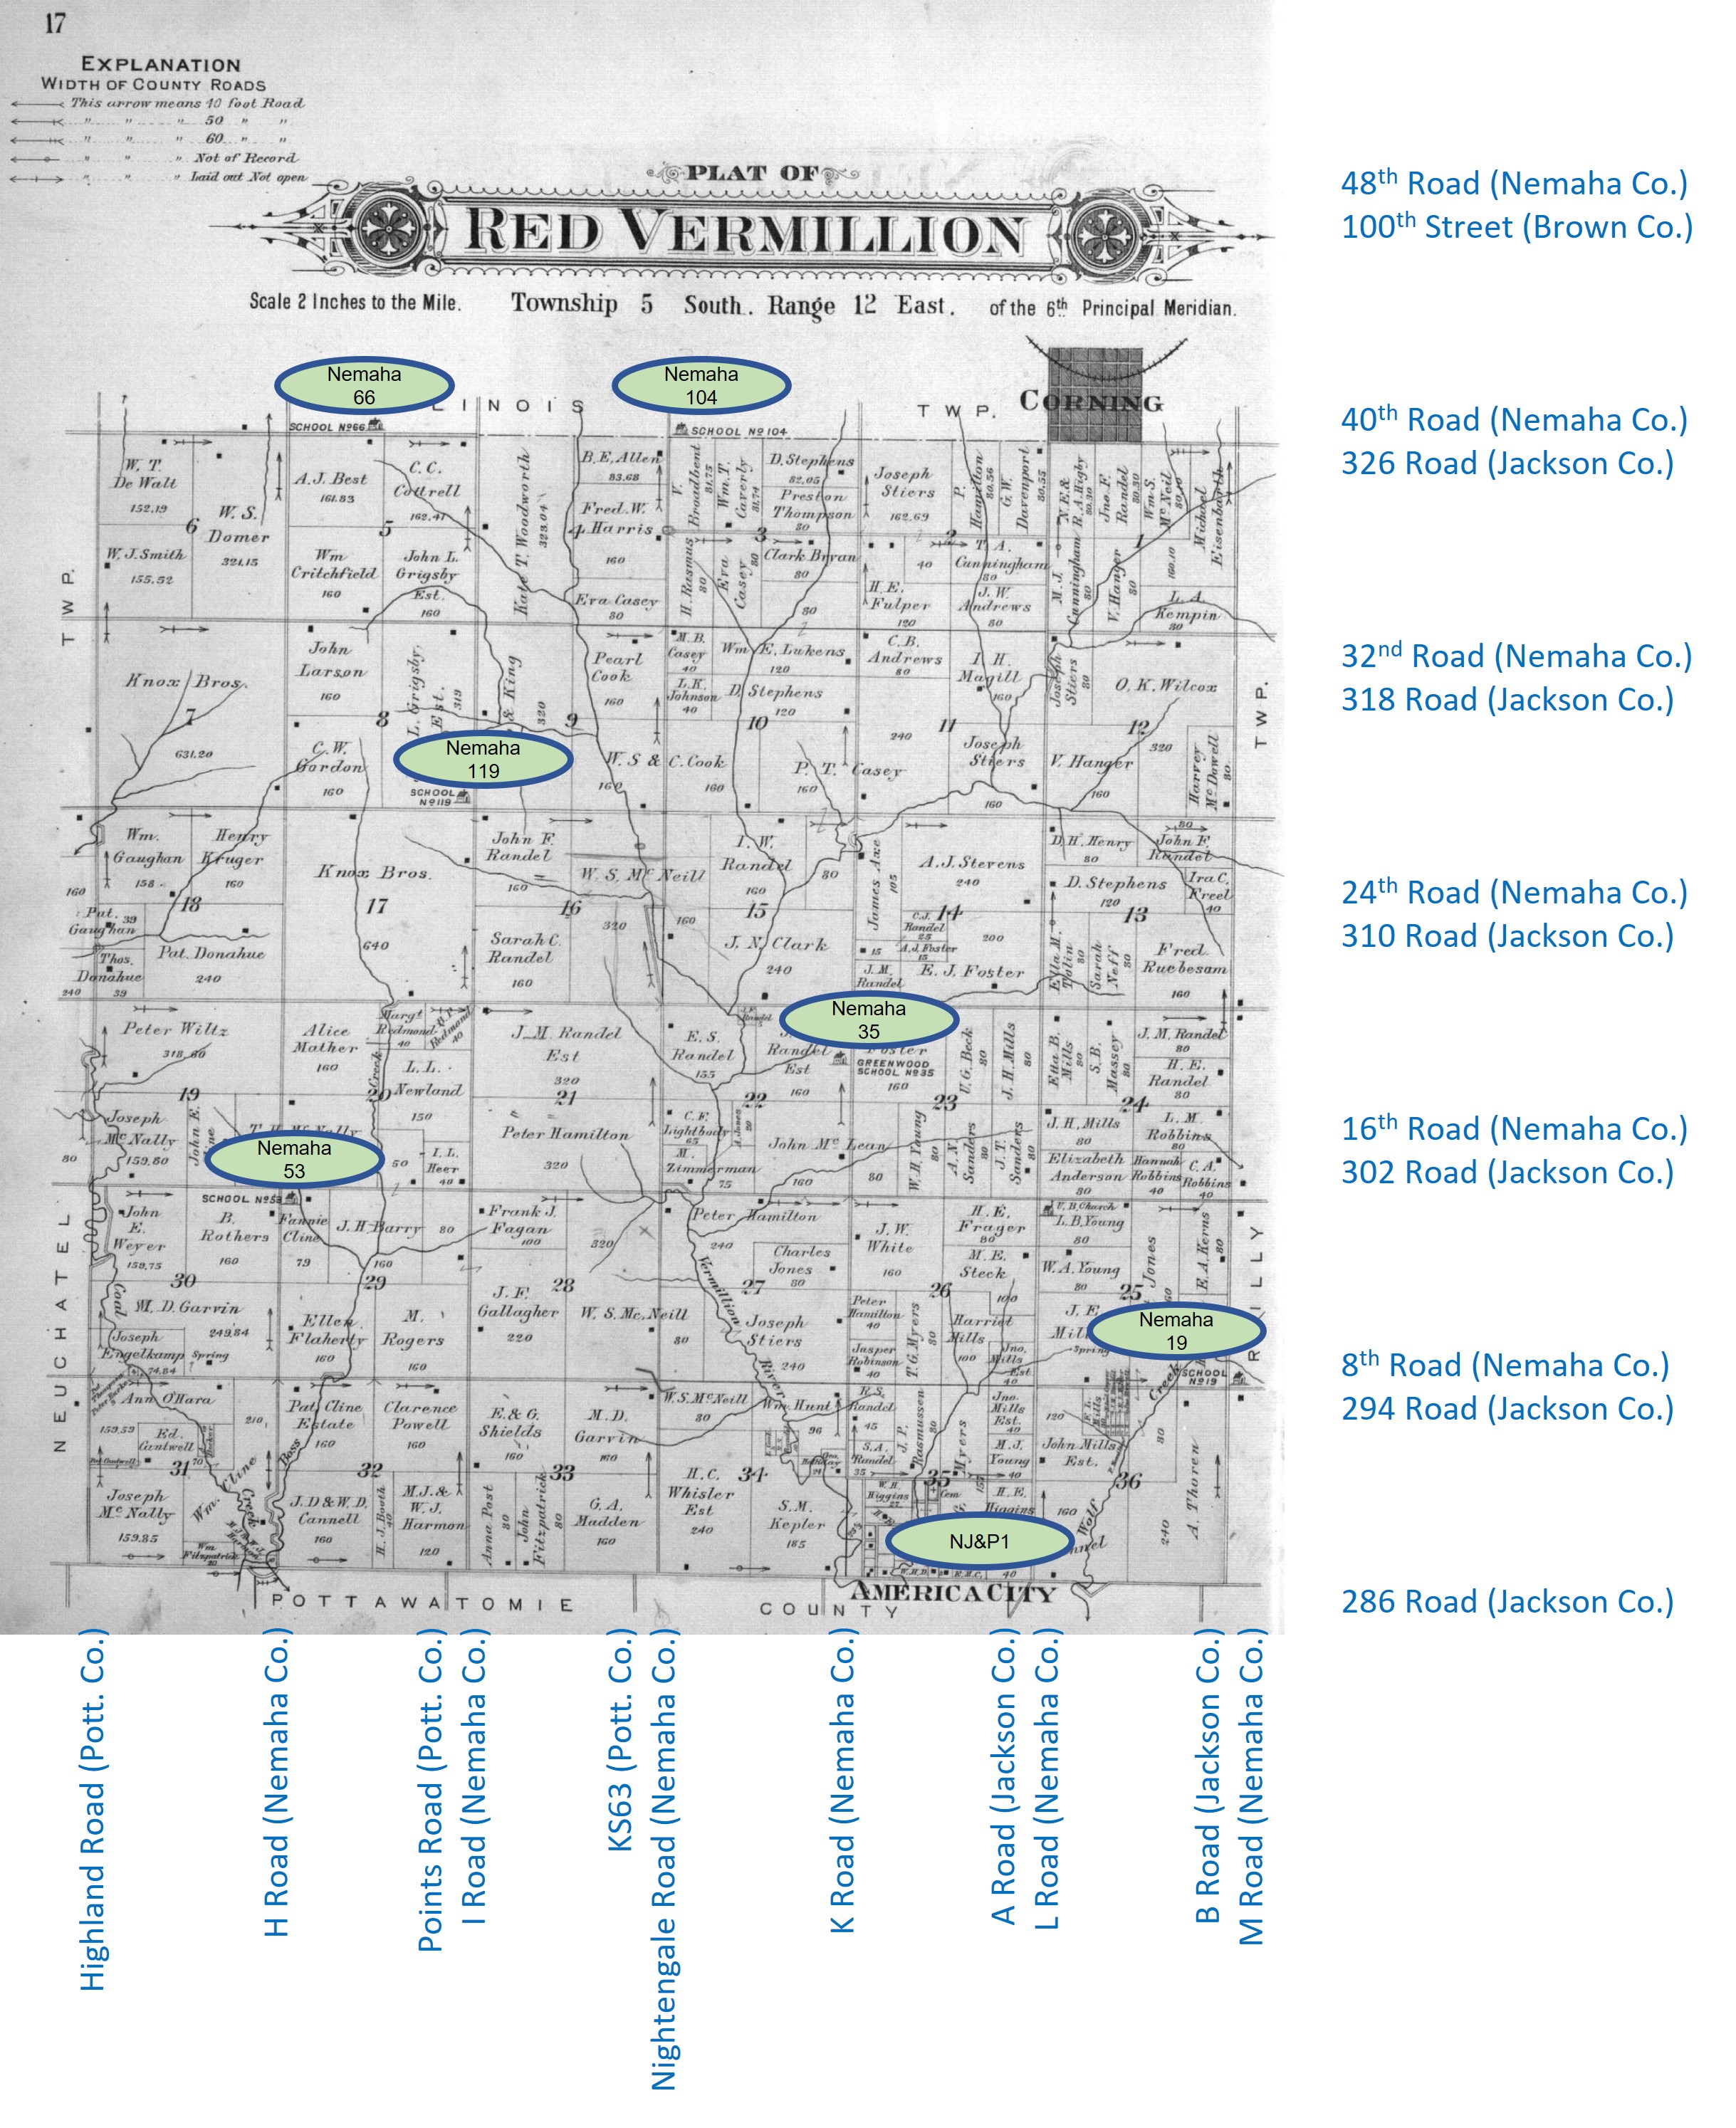 17
EXPLANATION
WIDTH OF COUNTY ROADS
This arrow means 40 foot Road
" " " 50 " "
" " " 60 " "
" " " Not of Record
" " " Laid out Not open
PLAT OF
RED VERMILLION
Scale 2 Inches to the Mile. Township 5 South. Range 12 East. of the 6th Principal Meridian.
48th Road (Nemaha Co.)
100th Street (Brown Co.)
Nemaha
66
Nemaha
104
LINOIS
TWP.
CORNING
SCHOOL No 66
SCHOOL No 104
40th Road (Nemaha Co.)
326 Road (Jackson Co.)
W. T.
De Walt
152.19
6
W. S.
Domer
321.15
W. J. Smith
155.52
A. J. Best
161.83
C. C.
Cottrell
162.47
5
Wm
Critchfield
160
John L.
Grigsby
Est.
160
Kate T. Woodworth
323.04
B. E. Allen
83.68
Fred. W.
4 Harris
160
Eva Casey
80
V. Broadbent
81.75
Wm. T.
Caverly
81.74
D. Stephens
82.05
Preston
Thompson
80
3
H. Rasmus
80
Eva
Casey
80
Clark Bryan
80
80
Joseph
Stiers
162.69
P. Hamilton
80.56
G. W.
Davenport
80.55
2
40
T. A.
Cunningham
80
H. E.
Fulper
120
J. W.
Andrews
80
N. E. &
R. A. Higby
80.30
Jno. F.
Randel
80.20
Wm. S.
McNeil
80.10
Michael
Eisenbarth
160.10
1
M. J.
Cunningham
80
V. Hanger
80
L. A.
Kempin
80
TWP.
32nd Road (Nemaha Co.)
318 Road (Jackson Co.)
Knox Bros.
7
631.20
John
Larson
160
8
L. Grigsby
Est.
319
C. W.
Gordon
160
& King
320
9
Pearl
Cook
160
W. S & C. Cook
160
160
M. B.
Casey
40
Wm E. Lukens
120
L. K.
Johnson
40
D. Stephens
120
10
P. T. Casey
160
C. B.
Andrews
80
I. H.
Magill
160
11
240
Joseph
Stiers
160
Joseph
Stiers
80
O. K. Wilcox
12
320
V. Hanger
160
Harvey
McDowell
80
TWP.
Nemaha
119
SCHOOL
No 119
24th Road (Nemaha Co.)
310 Road (Jackson Co.)
Wm.
Gaughan
158
Henry
Kruger
160
160
18
Pat.
Gaughan
39
Thos.
Donahue
39
240
Pat. Donahue
240
Knox Bros.
17
640
John F.
Randel
160
16
Sarah C.
Randel
160
W. S. McNeill
320
160
I. W.
Randel
160
80
15
J. N. Clark
240
James Axe
105
A. J. Stevens
240
14
C. J.
Randel
25
A. J. Foster
15
15
200
J. M.
Randel
E. J. Foster
D. H. Henry
80
80
John F.
Randel
D. Stephens
120
Ira C.
Freel
40
13
Ella M.
Tolin
80
Sarah
Neff
80
Fred.
Ruebesam
160
Peter Wiltz
318.60
19
Alice
Mather
160
Margt
Redmond
40
Redmond
40
Creek
20
L. L.
Newland
150
J. M. Randel
Est
320
21
Peter Hamilton
320
E. S.
Randel
155
Randel
Est
160
22
Nemaha
35
Foster
GREENWOOD
SCHOOL No 35
160
U. G. Beck
80
J. H. Mills
80
23
Etta B.
Mills
80
S. B.
Massey
80
J. M. Randel
80
H. E.
Randel
80
24
16th Road (Nemaha Co.)
302 Road (Jackson Co.)
Joseph
McNally
159.80
80
John E.
Cline
Nemaha
53
50
I. L.
Heer
40
C. F.
Lightbody
65
A. Jones
M.
Zimmerman
75
John McLean
160
80
W. H. Young
80
A. N.
Sanders
80
J. T.
Sanders
80
J. H. Mills
80
L. M.
Robbins
80
Elizabeth
Anderson
80
Hannah
Robbins
40
C. A.
Robbins
40
NEUCHATEL
SCHOOL No 53
John
E.
Weyer
159.75
B.
Rothers
160
30
Fannie
Cline
79
J. H. Barry
160
80
29
Frank J.
Fagan
100
320
28
Peter Hamilton
240
Charles
Jones
80
27
J. W.
White
160
H. E.
Frager
80
M. E.
Steck
100
26
U. B. Church
L. B. Young
80
W. A. Young
80
25
Jones
E. A. Kerns
80
RILLY
Coal
M. D. Garvin
249.84
Joseph
Engelkamp
74.84
Spring
Ellen
Flaherty
160
M.
Rogers
160
J. F.
Gallagher
220
W. S. McNeill
80
Vermillion
River
Joseph
Stiers
240
Peter
Hamilton
40
Jasper
Robinson
40
T. G. Myers
80
Harriet
Mills
100
Jno.
Mills
Est
40
J. E.
Nemaha
19
Spring
SCHOOL
No 19
8th Road (Nemaha Co.)
294 Road (Jackson Co.)
Ann O'Hara
159.59
Ed.
Cantwell
70
210
31
Joseph
McNally
159.85
Wm. Cline
Creek
Wm
Fitzpatrick
Pat Cline
Estate
160
Ross
Clarence
Powell
160
32
J. D & W. D.
Cannell
160
H. J. Booth
40
M. J. &
W. J.
Harmon
120
E. & G.
Shields
160
M. D.
Garvin
160
33
Anna Post
80
John
Fitzpatrick
80
G. A.
Madden
160
W. S. McNeill
80
Wm. Hunt
96
34
H. C.
Whisler
Est
240
S. M.
Kepler
185
R. S.
Randel
45
S. A.
Randel
35
J. P. Rasmussen
80
Myers
Jno.
Mills
Est.
40
M. J.
Young
40
35
W. H.
Higgins
27
Cem
H. E.
Higgins
120
John Mills
Est.
80
Creek
36
160
Wolf
240
A. Thoren
NJ&P1
40
AMERICA CITY
POTTAWATOMIE COUNTY
286 Road (Jackson Co.)
Highland Road (Pott. Co.)
H Road (Nemaha Co.)
Points Road (Pott. Co.)
I Road (Nemaha Co.)
KS63 (Pott. Co.)
Nightengale Road (Nemaha Co.)
K Road (Nemaha Co.)
A Road (Jackson Co.)
L Road (Nemaha Co.)
B Road (Jackson Co.)
M Road (Nemaha Co.)